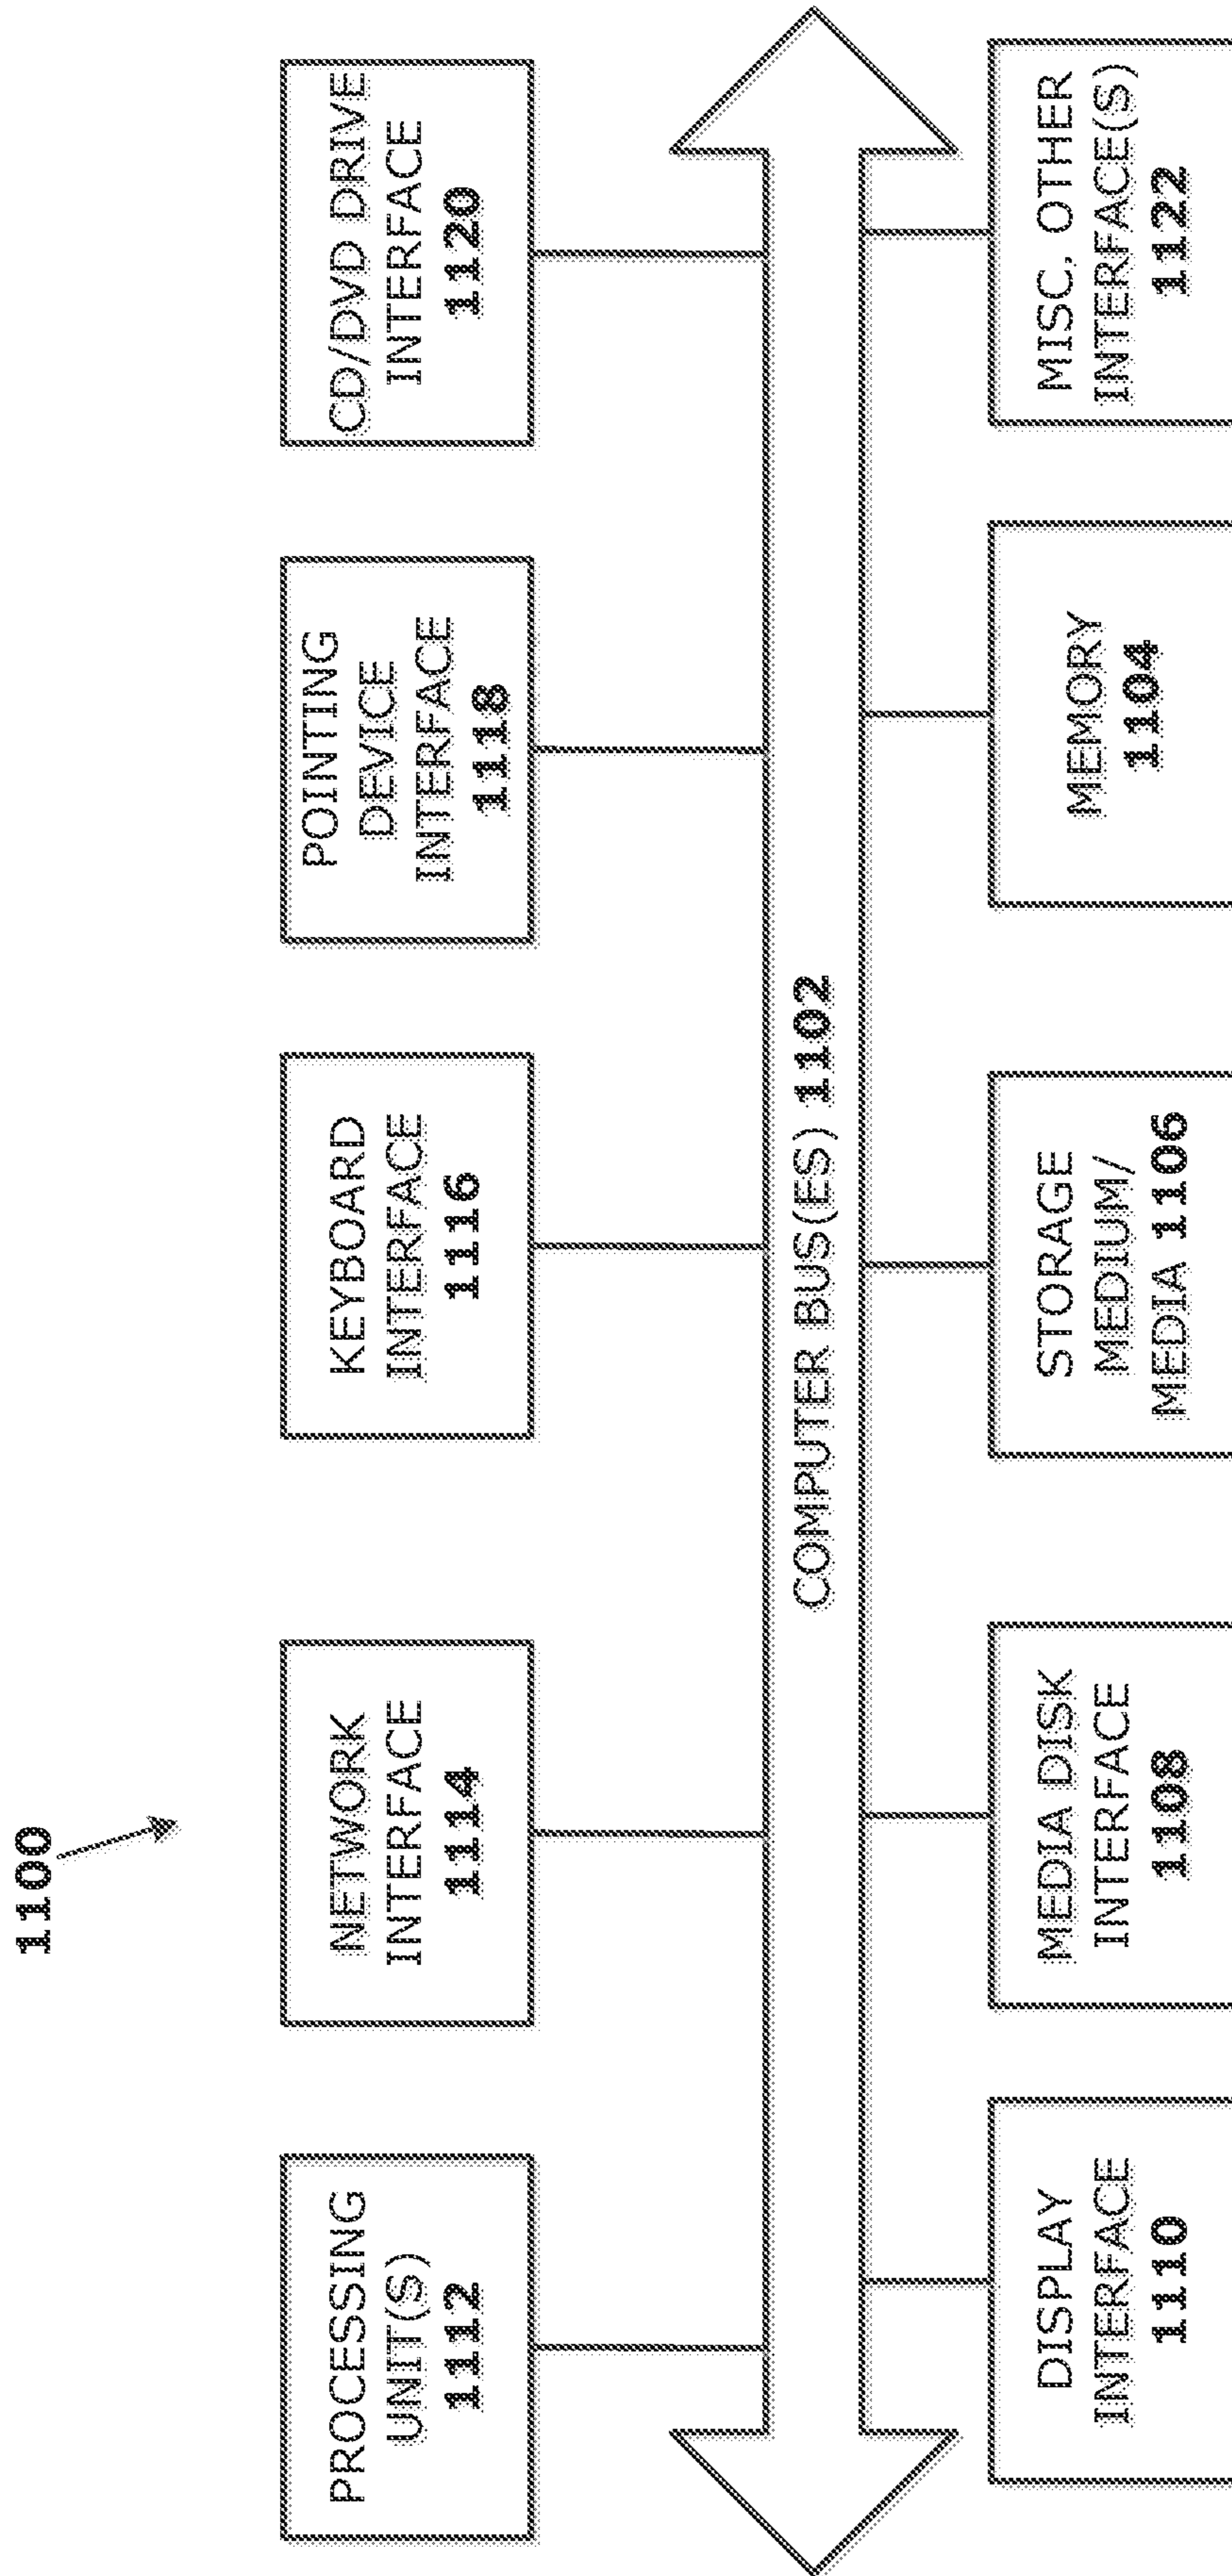 1100
PROCESSING
UNIT(S)
1112
NETWORK
INTERFACE
1114
KEYBOARD
INTERFACE
1116
POINTING
DEVICE
INTERFACE
1118
CD/DVD DRIVE
INTERFACE
1120
COMPUTER BUS(ES) 1102
DISPLAY
INTERFACE
1110
MEDIA DISK
INTERFACE
1108
STORAGE
MEDIUM/
MEDIA 1106
MEMORY
1104
MISC. OTHER
INTERFACE(S)
1122